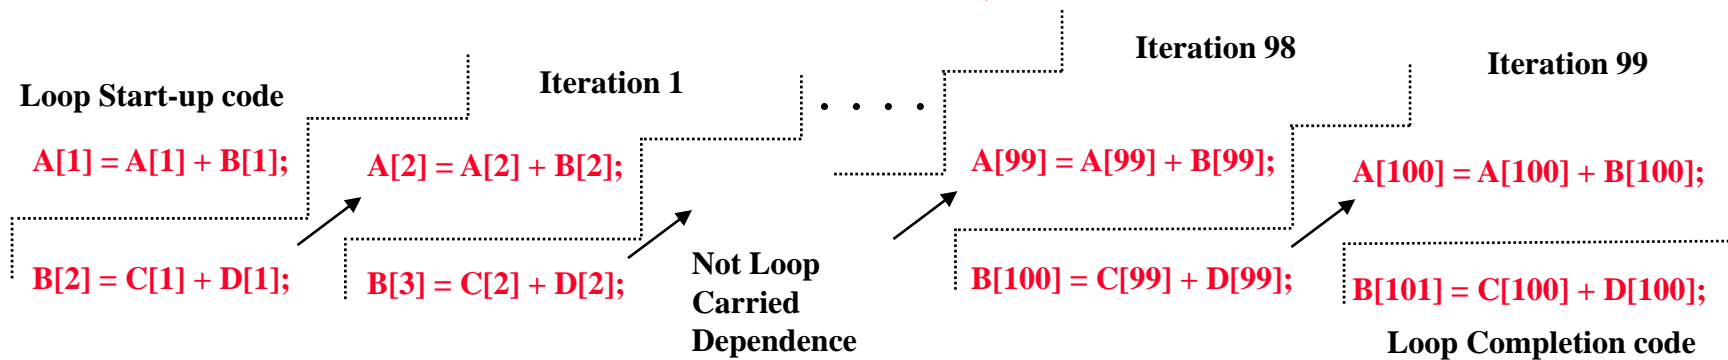 Loop Start-up code
Iteration 1
. . . .
Iteration 98
Iteration 99
A[1] = A[1] + B[1];
A[2] = A[2] + B[2];
A[99] = A[99] + B[99];
A[100] = A[100] + B[100];
B[2] = C[1] + D[1];
B[3] = C[2] + D[2];
Not Loop
Carried
Dependence
B[100] = C[99] + D[99];
B[101] = C[100] + D[100];
Loop Completion code